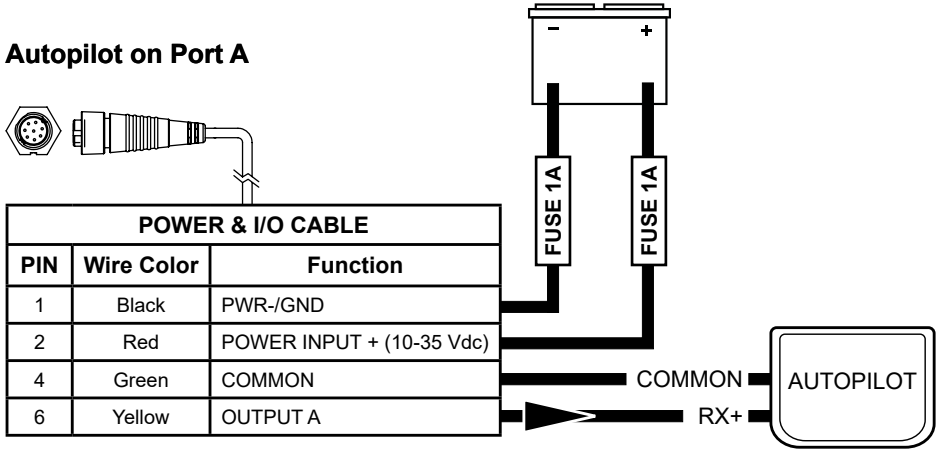 Autopilot on Port A
- +
FUSE 1A
FUSE 1A
POWER & I/O CABLE
PIN Wire Color Function
1 Black PWR-/GND
2 Red POWER INPUT + (10-35 Vdc)
4 Green COMMON
6 Yellow OUTPUT A
COMMON
RX+
AUTOPILOT